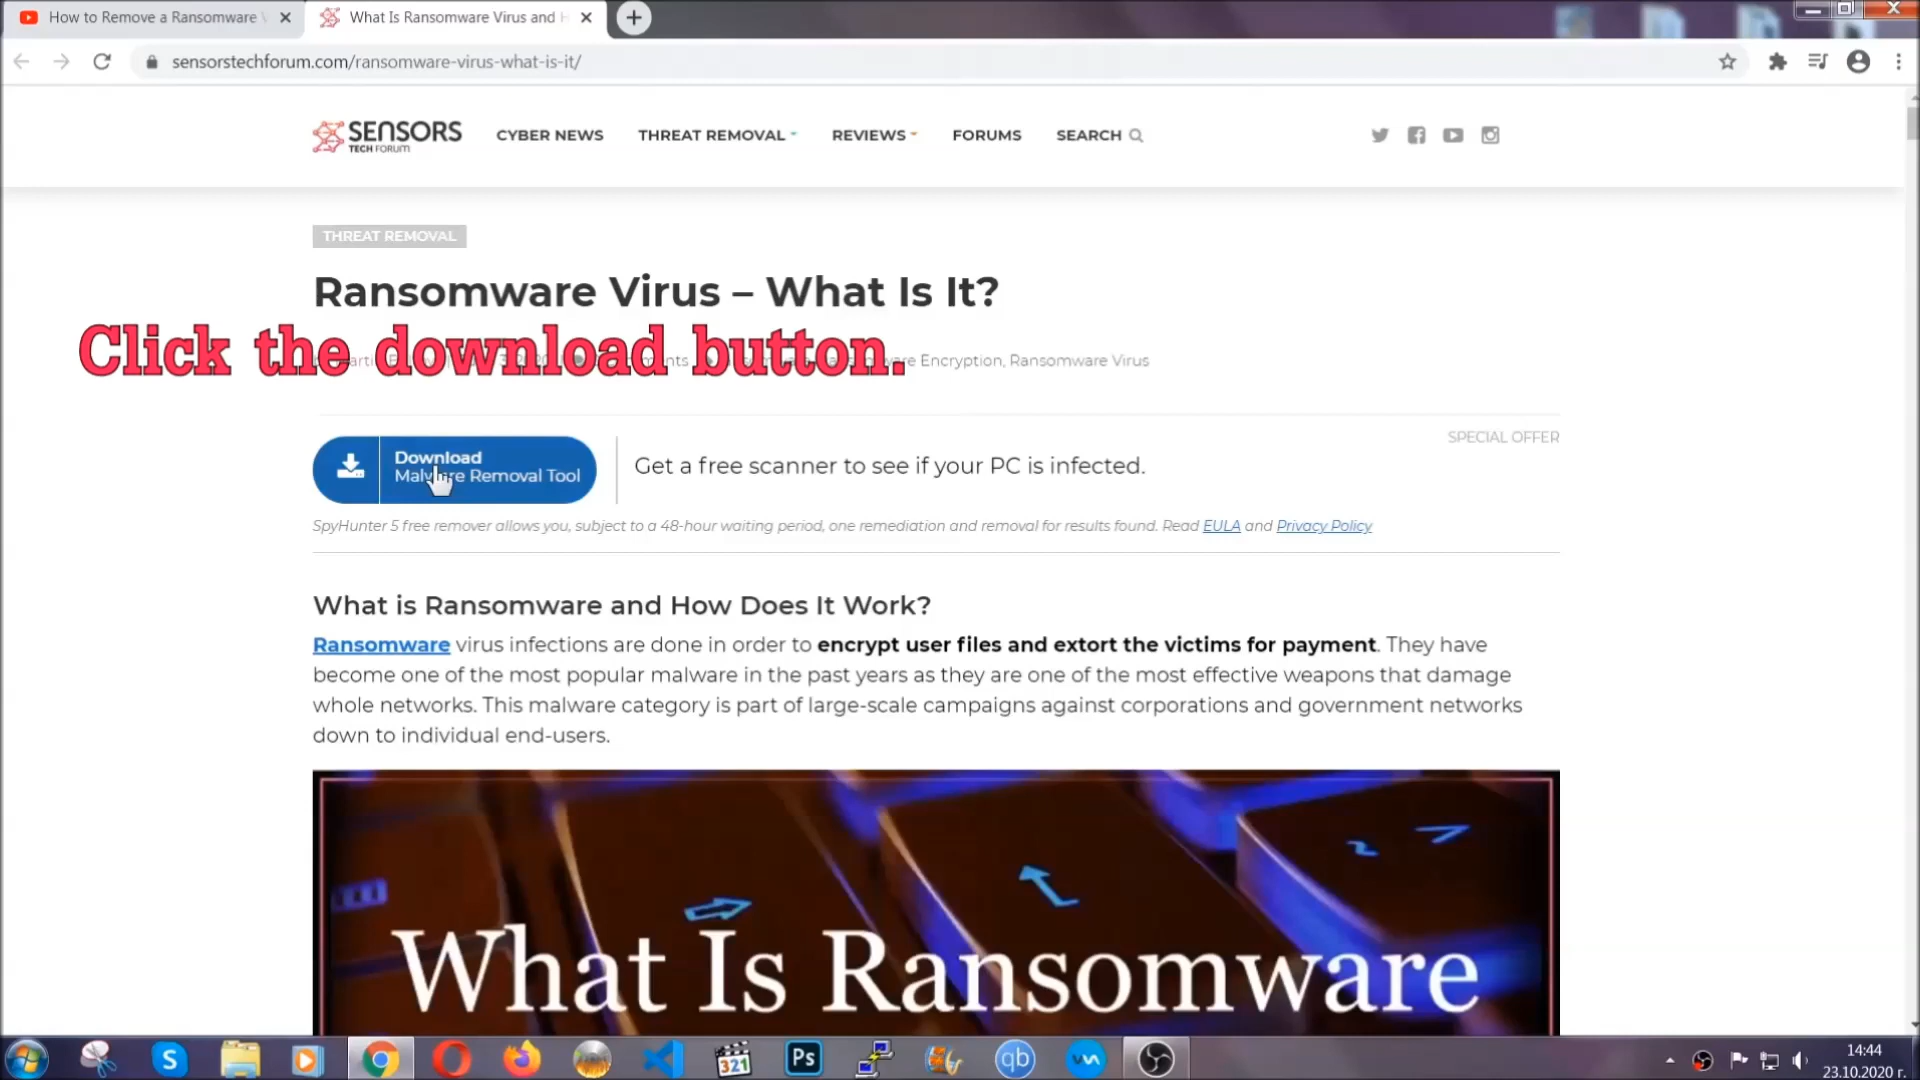 How to Remove a Ransomware
What Is Ransomware Virus and
sensorstechforum.com/ransomware-virus-what-is-it/
SENSORS
TECH FORUM
CYBER NEWS
THREAT REMOVAL
REVIEWS
FORUMS
SEARCH
THREAT REMOVAL
Ransomware Virus – What Is It?
Click the download button.
Encryption, Ransomware Virus
SPECIAL OFFER
Download
Malware Removal Tool
Get a free scanner to see if your PC is infected.
SpyHunter 5 free remover allows you, subject to a 48-hour waiting period, one remediation and removal for results found. Read EULA and Privacy Policy
What is Ransomware and How Does It Work?
Ransomware virus infections are done in order to encrypt user files and extort the victims for payment. They have
become one of the most popular malware in the past years as they are one of the most effective weapons that damage
whole networks. This malware category is part of large-scale campaigns against corporations and government networks
down to individual end-users.
What Is Ransomware
S
321
Ps
qb
14:44
23.10.2020 г.